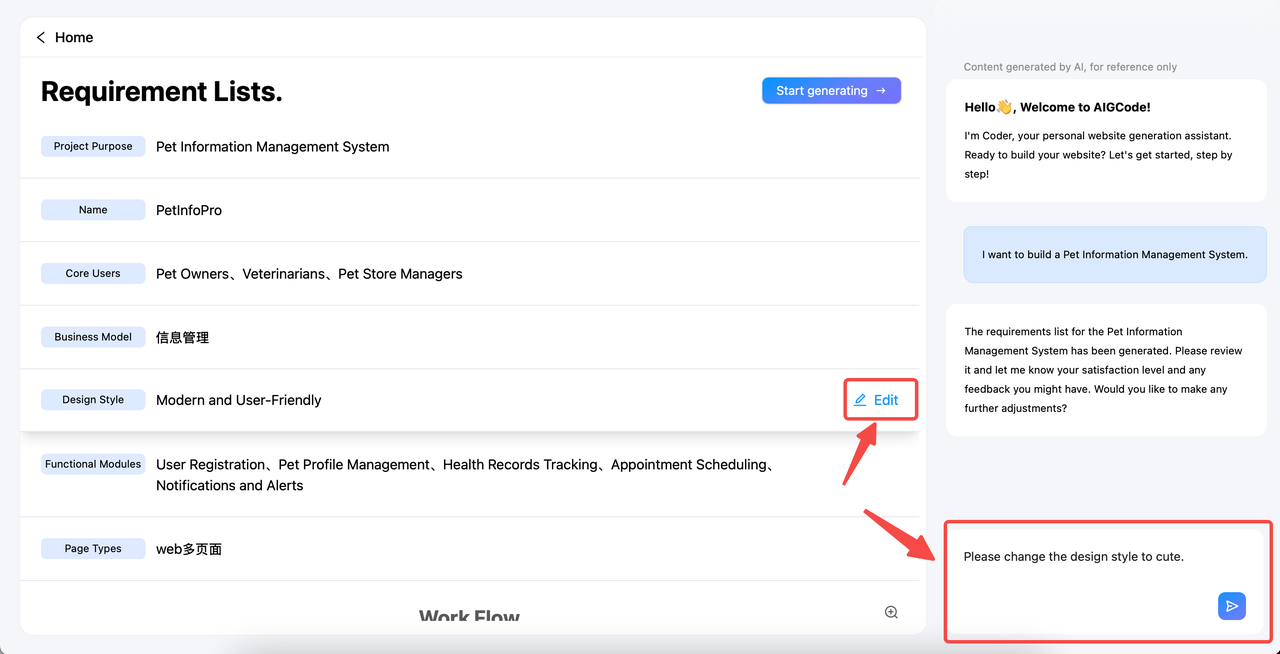 Home
Requirement Lists.
Start generating →
Project Purpose Pet Information Management System
Name PetInfoPro
Core Users Pet Owners、Veterinarians、Pet Store Managers
Business Model 信息管理
Design Style Modern and User-Friendly
Edit
Functional Modules User Registration、Pet Profile Management、Health Records Tracking、Appointment Scheduling、
Notifications and Alerts
Page Types web多页面
Work Flow
Content generated by AI, for reference only
Hello👋, Welcome to AIGCode!
I'm Coder, your personal website generation assistant.
Ready to build your website? Let's get started, step by
step!
I want to build a Pet Information Management System.
The requirements list for the Pet Information
Management System has been generated. Please review
it and let me know your satisfaction level and any
feedback you might have. Would you like to make any
further adjustments?
Please change the design style to cute.